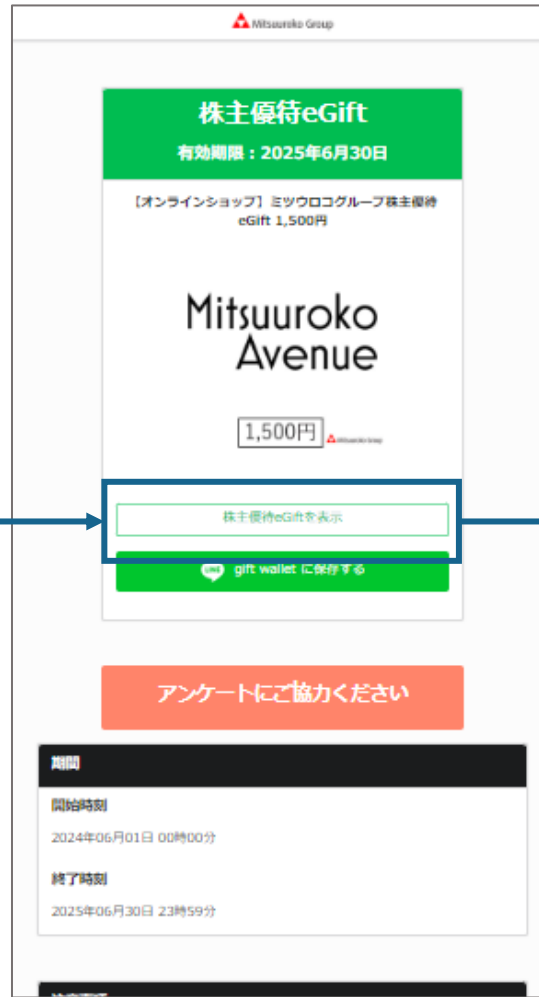 Mitsuuroko Group
株主優待eGift
有効期限：2025年6月30日
【オンラインショップ】ミツウロコグループ株主優待
eGift 1,500円
Mitsuuroko
Avenue
1,500円
Mitsuuroko Group
株主優待eGiftを表示
LINE gift wallet に保存する
アンケートにご協力ください
期間
開始時刻
2024年06月01日 00時00分
終了時刻
2025年06月30日 23時59分